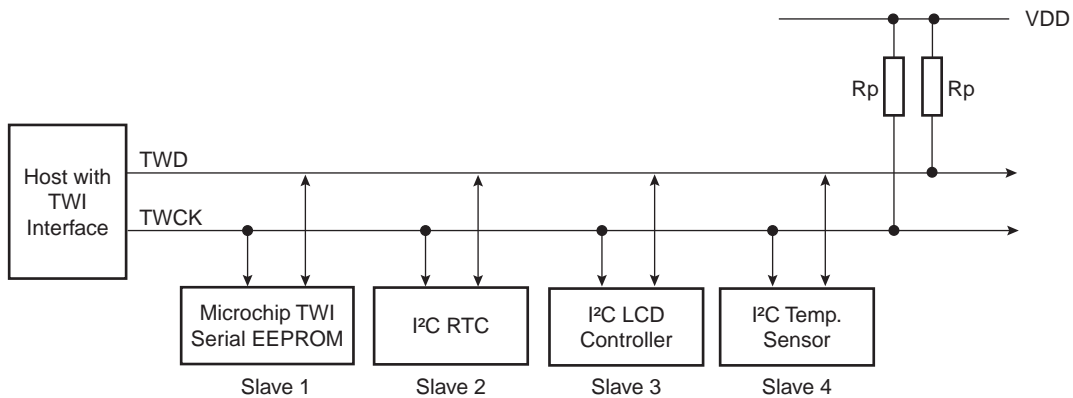 VDD
Rp
Rp
Host with
TWI
Interface
TWD
TWCK
Microchip TWI
Serial EEPROM
I²C RTC
I²C LCD
Controller
I²C Temp.
Sensor
Slave 1
Slave 2
Slave 3
Slave 4